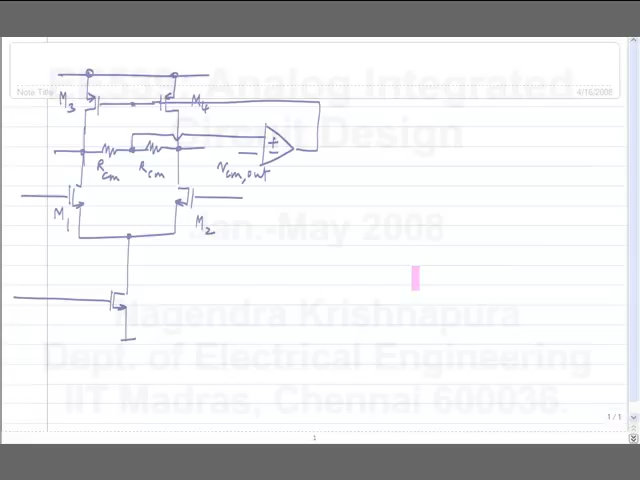 EE539: Analog Integrated
Circuit Design
Note Title
4/16/2008
M3
M4
Rcm
Rcm
Vcm,out
+
−
M1
M2
Jan.-May 2008
Nagendra Krishnapura
Dept. of Electrical Engineering
IIT Madras, Chennai 600036.
1 / 1
1